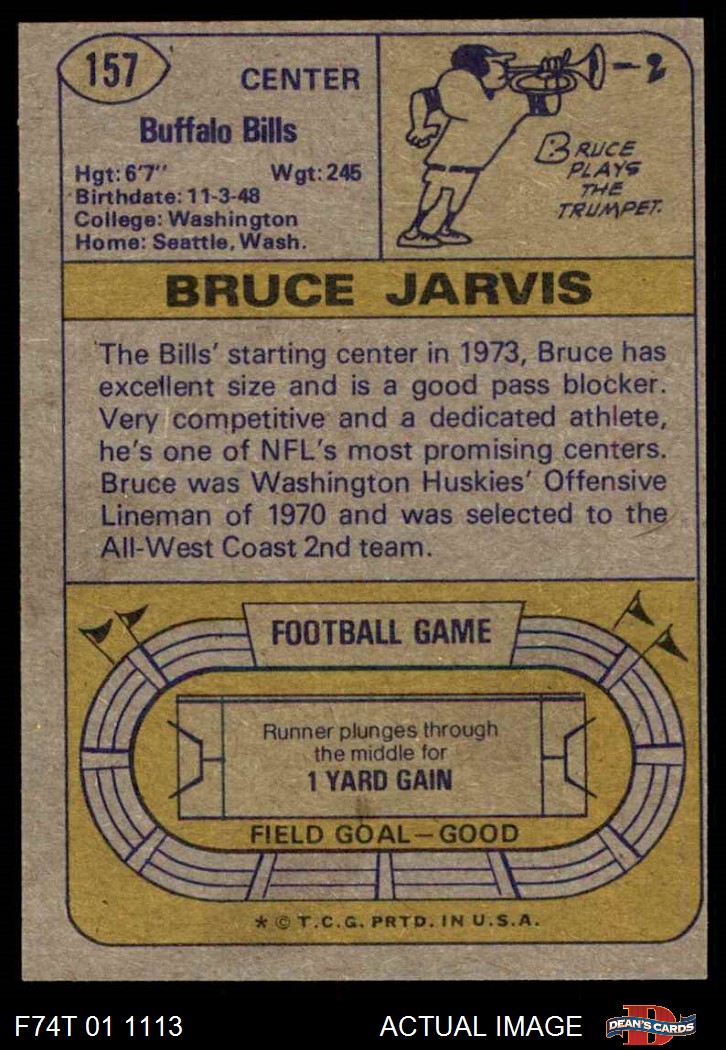 157
CENTER
Buffalo Bills
Hgt: 6'7" Wgt: 245
Birthdate: 11-3-48
College: Washington
Home: Seattle, Wash.
BRUCE
PLAYS
THE
TRUMPET.
BRUCE JARVIS
The Bills' starting center in 1973, Bruce has
excellent size and is a good pass blocker.
Very competitive and a dedicated athlete,
he's one of NFL's most promising centers.
Bruce was Washington Huskies' Offensive
Lineman of 1970 and was selected to the
All-West Coast 2nd team.
FOOTBALL GAME
Runner plunges through
the middle for
1 YARD GAIN
FIELD GOAL—GOOD
* © T.C.G. PRTD. IN U.S.A.
F74T 01 1113
ACTUAL IMAGE
D
DEAN'S CARDS